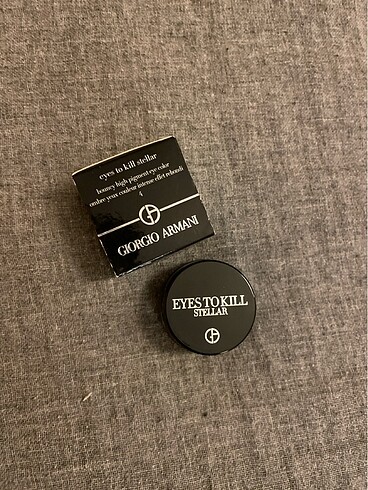 eyes to kill stellar
bouncy high pigment eye color
ombre yeux couleur intense effet rebondi
4
GIORGIO ARMANI
EYES TO KILL
STELLAR